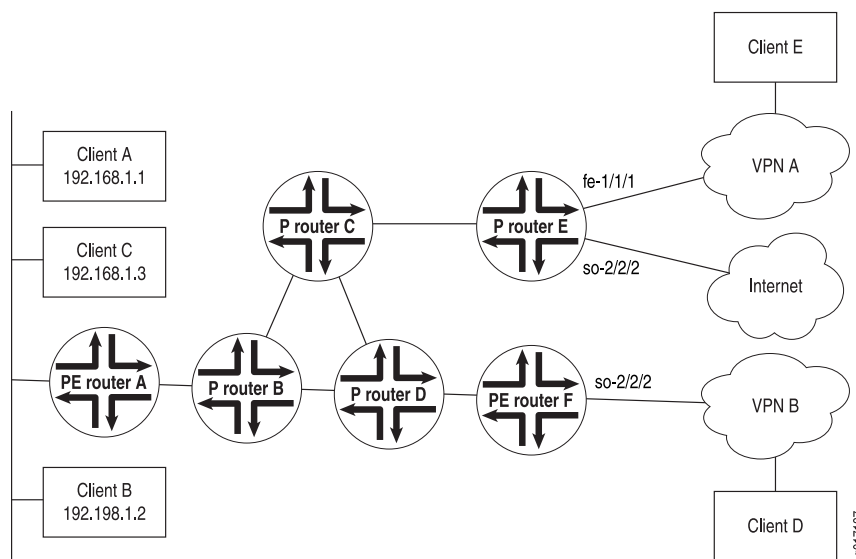 Client E
Client A
192.168.1.1
VPN A
fe-1/1/1
P router C
P router E
Client C
192.168.1.3
so-2/2/2
Internet
PE router A
P router B
P router D
PE router F
so-2/2/2
VPN B
Client B
192.198.1.2
Client D